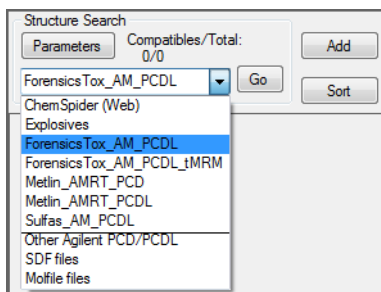 Structure Search
Parameters
Compatibles/Total:
0/0
Add
ForensicsTox_AM_PCDL
Go
Sort
ChemSpider (Web)
Explosives
ForensicsTox_AM_PCDL
ForensicsTox_AM_PCDL_tMRM
Metlin_AMRT_PCD
Metlin_AMRT_PCDL
Sulfas_AM_PCDL
Other Agilent PCD/PCDL
SDF files
Molfile files